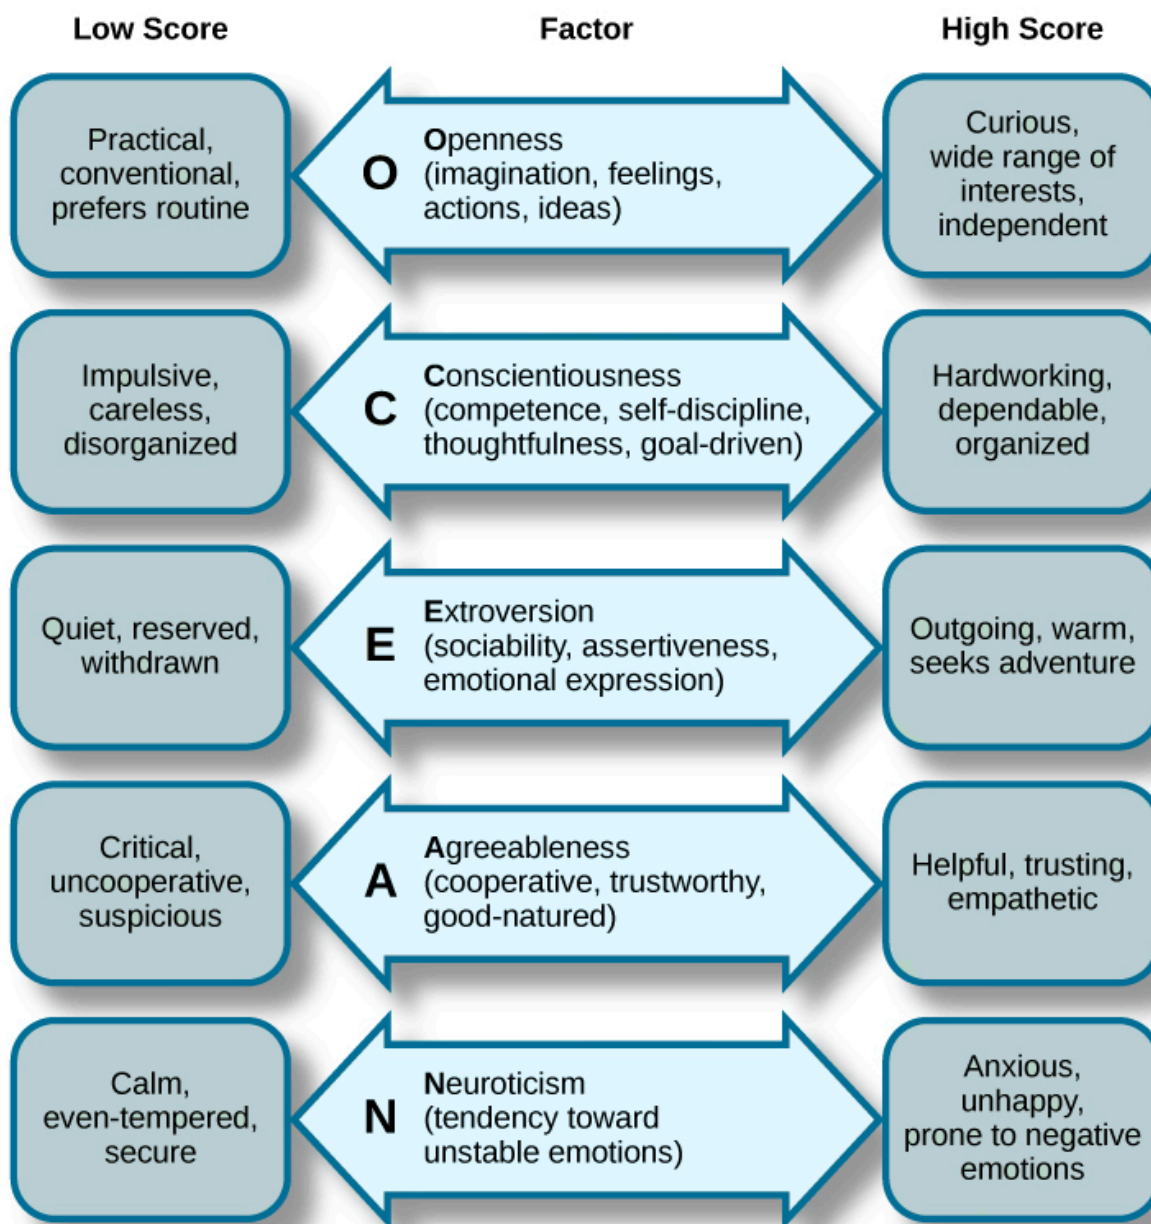 Low Score
Factor
High Score
Practical,
conventional,
prefers routine
O
Openness
(imagination, feelings,
actions, ideas)
Curious,
wide range of
interests,
independent
Impulsive,
careless,
disorganized
C
Conscientiousness
(competence, self-discipline,
thoughtfulness, goal-driven)
Hardworking,
dependable,
organized
Quiet, reserved,
withdrawn
E
Extroversion
(sociability, assertiveness,
emotional expression)
Outgoing, warm,
seeks adventure
Critical,
uncooperative,
suspicious
A
Agreeableness
(cooperative, trustworthy,
good-natured)
Helpful, trusting,
empathetic
Calm,
even-tempered,
secure
N
Neuroticism
(tendency toward
unstable emotions)
Anxious,
unhappy,
prone to negative
emotions